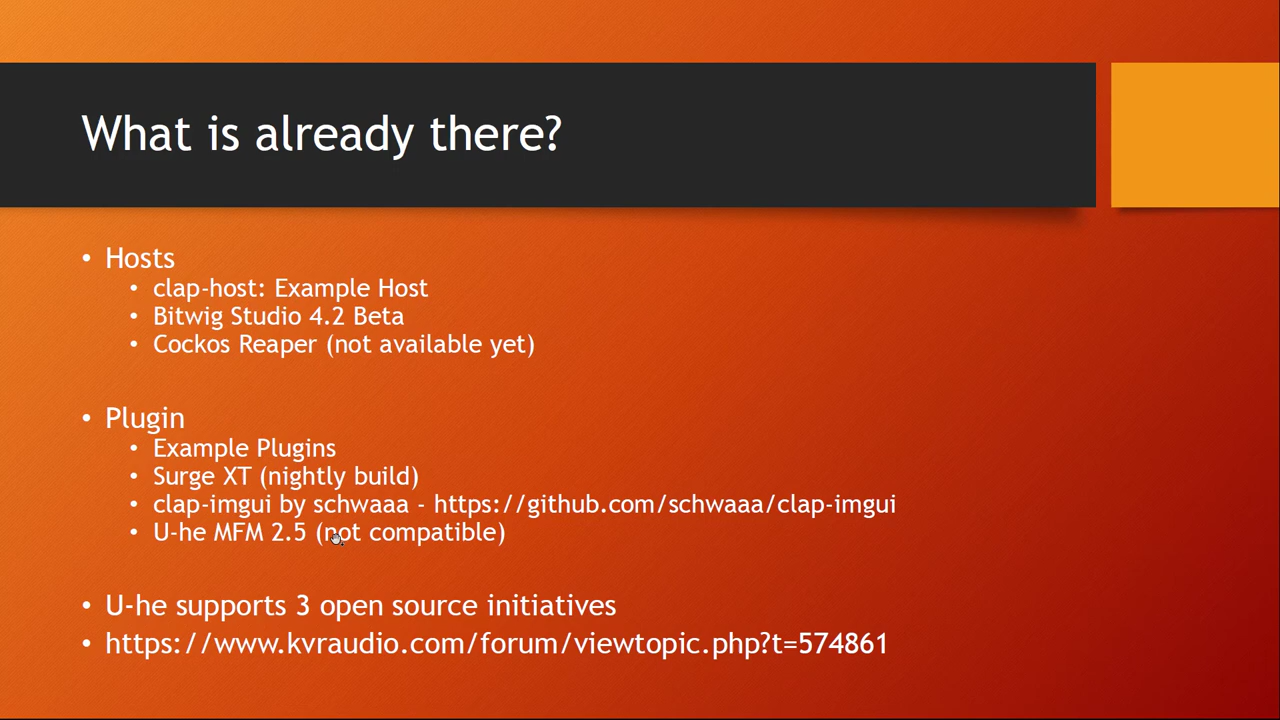 What is already there?
• Hosts
• clap-host: Example Host
• Bitwig Studio 4.2 Beta
• Cockos Reaper (not available yet)
• Plugin
• Example Plugins
• Surge XT (nightly build)
• clap-imgui by schwaaa - https://github.com/schwaaa/clap-imgui
• U-he MFM 2.5 (not compatible)
• U-he supports 3 open source initiatives
• https://www.kvraudio.com/forum/viewtopic.php?t=574861